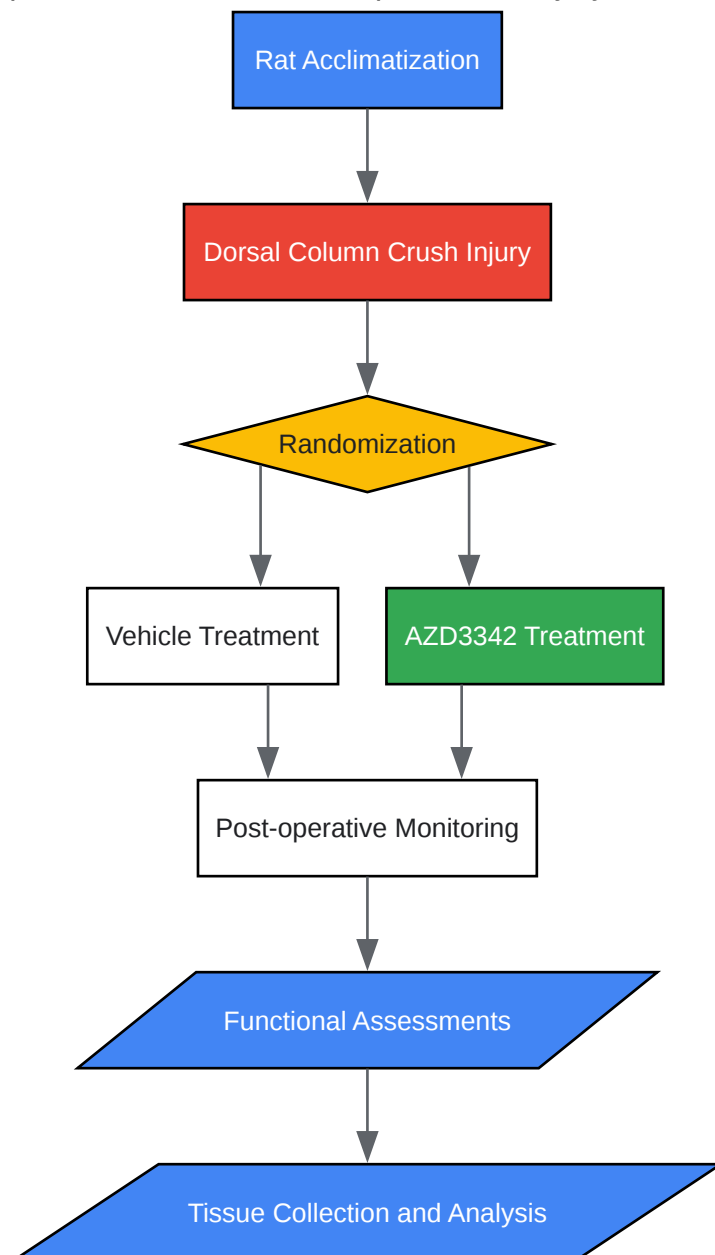 Rat Acclimatization
Dorsal Column Crush Injury
Randomization
Vehicle Treatment
AZD3342 Treatment
Post-operative Monitoring
Functional Assessments
Tissue Collection and Analysis